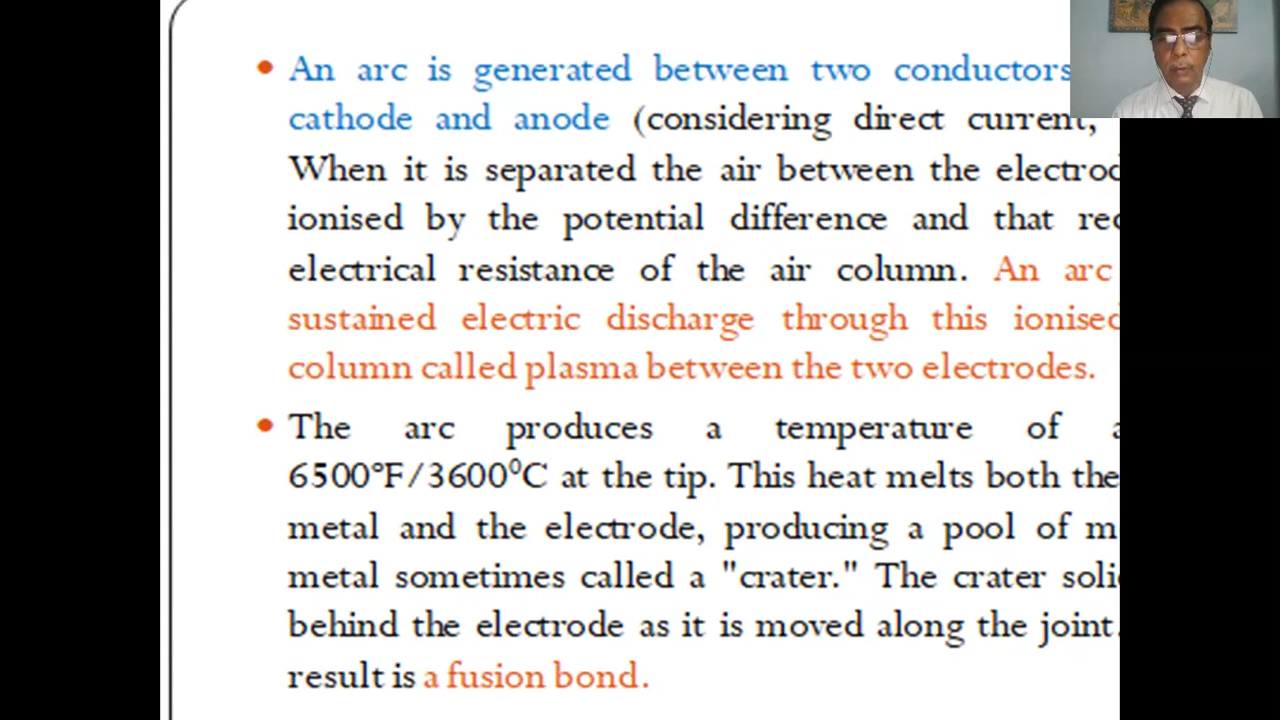 • An arc is generated between two conductors
cathode and anode (considering direct current,
When it is separated the air between the
ionised by the potential difference and that
electrical resistance of the air column. An arc
sustained electric discharge through this
column called plasma between the two electrodes.
• The arc produces a temperature of
6500°F/3600⁰C at the tip. This heat melts both the
metal and the electrode, producing a pool of
metal sometimes called a "crater." The crater
behind the electrode as it is moved along the joint.
result is a fusion bond.